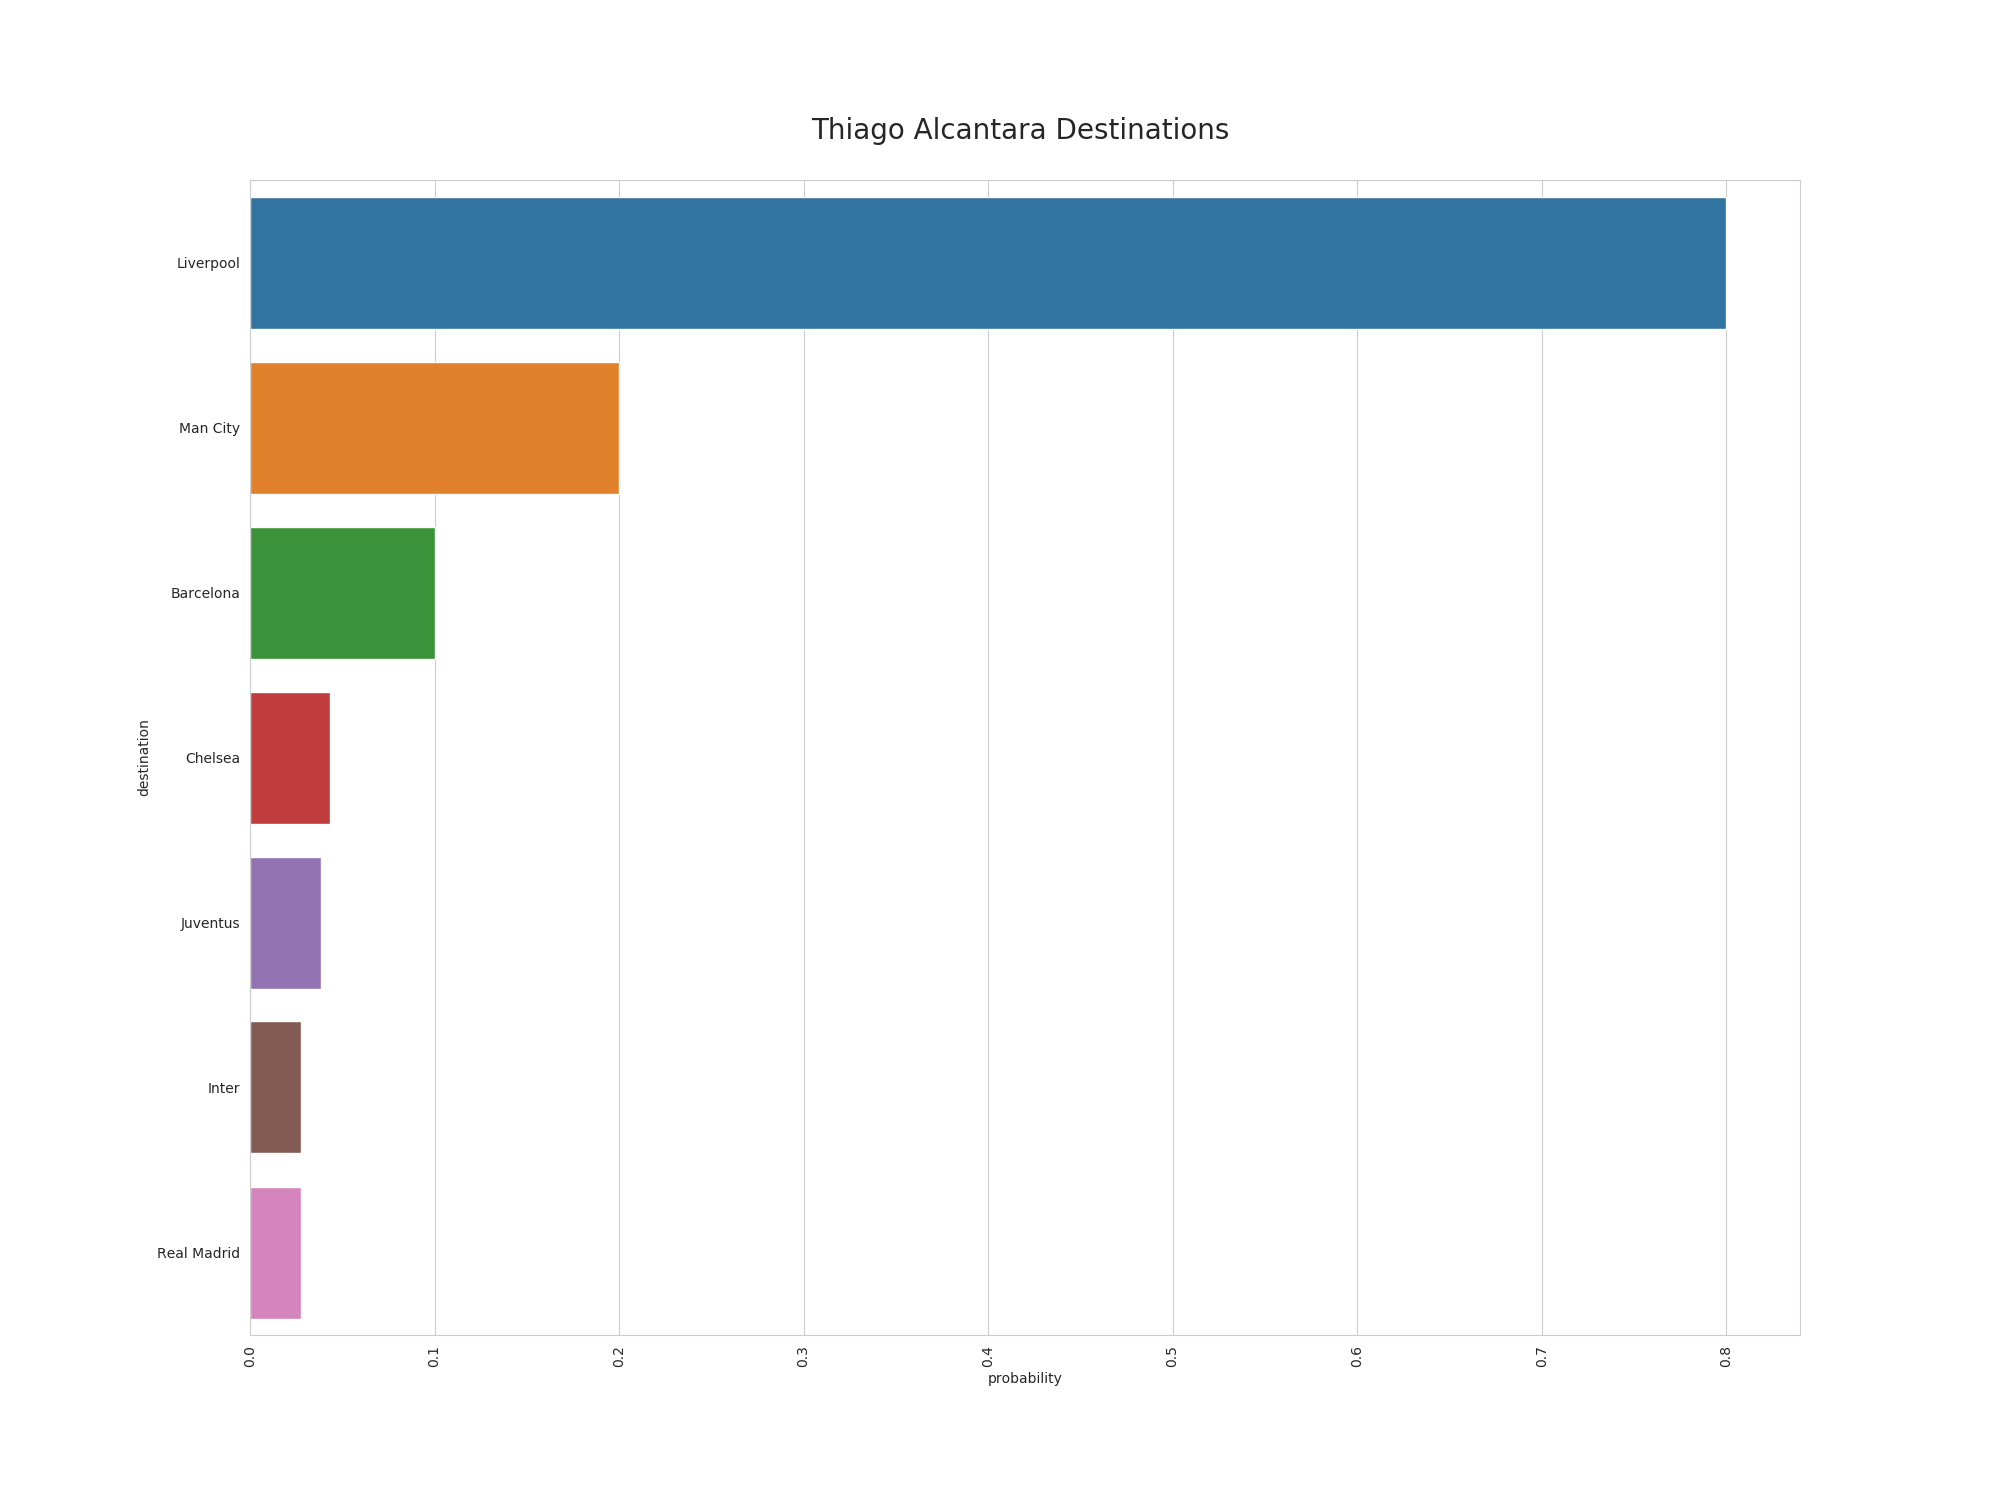 Thiago Alcantara Destinations
Liverpool
Man City
Barcelona
Chelsea
destination
Juventus
Inter
Real Madrid
0.0 0.1 0.2 0.3 0.4 0.5 0.6 0.7 0.8
probability